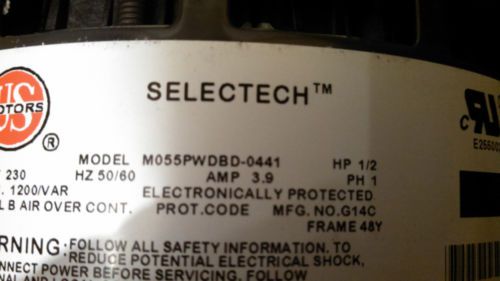 SELECTECH™
US
MOTORS
®
MODEL M055PWDBD-0441 HP 1/2
230 HZ 50/60 AMP 3.9 PH 1
1200/VAR ELECTRONICALLY PROTECTED
B AIR OVER CONT. PROT.CODE MFG. NO.G14C
FRAME 48Y
WARNING: FOLLOW ALL SAFETY INFORMATION. TO
REDUCE POTENTIAL ELECTRICAL SHOCK,
CONNECT POWER BEFORE SERVICING. FOLLOW